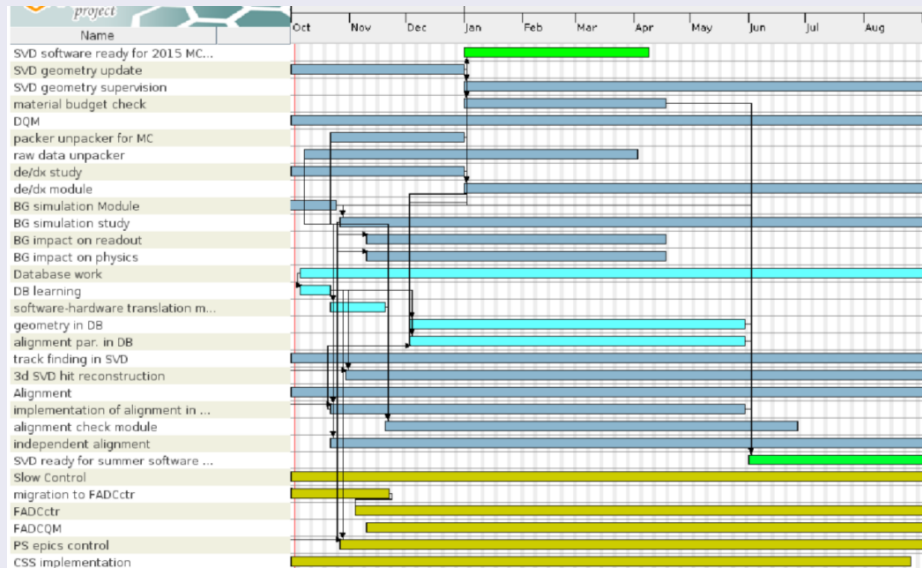 project
Oct Nov Dec Jan Feb Mar Apr May Jun Jul Aug
Name
SVD software ready for 2015 MC...
SVD geometry update
SVD geometry supervision
material budget check
DQM
packer unpacker for MC
raw data unpacker
de/dx study
de/dx module
BG simulation Module
BG simulation study
BG impact on readout
BG impact on physics
Database work
DB learning
software-hardware translation m...
geometry in DB
alignment par. in DB
track finding in SVD
3d SVD hit reconstruction
Alignment
implementation of alignment in ...
alignment check module
independent alignment
SVD ready for summer software ...
Slow Control
migration to FADCctr
FADCctr
FADCQM
PS epics control
CSS implementation